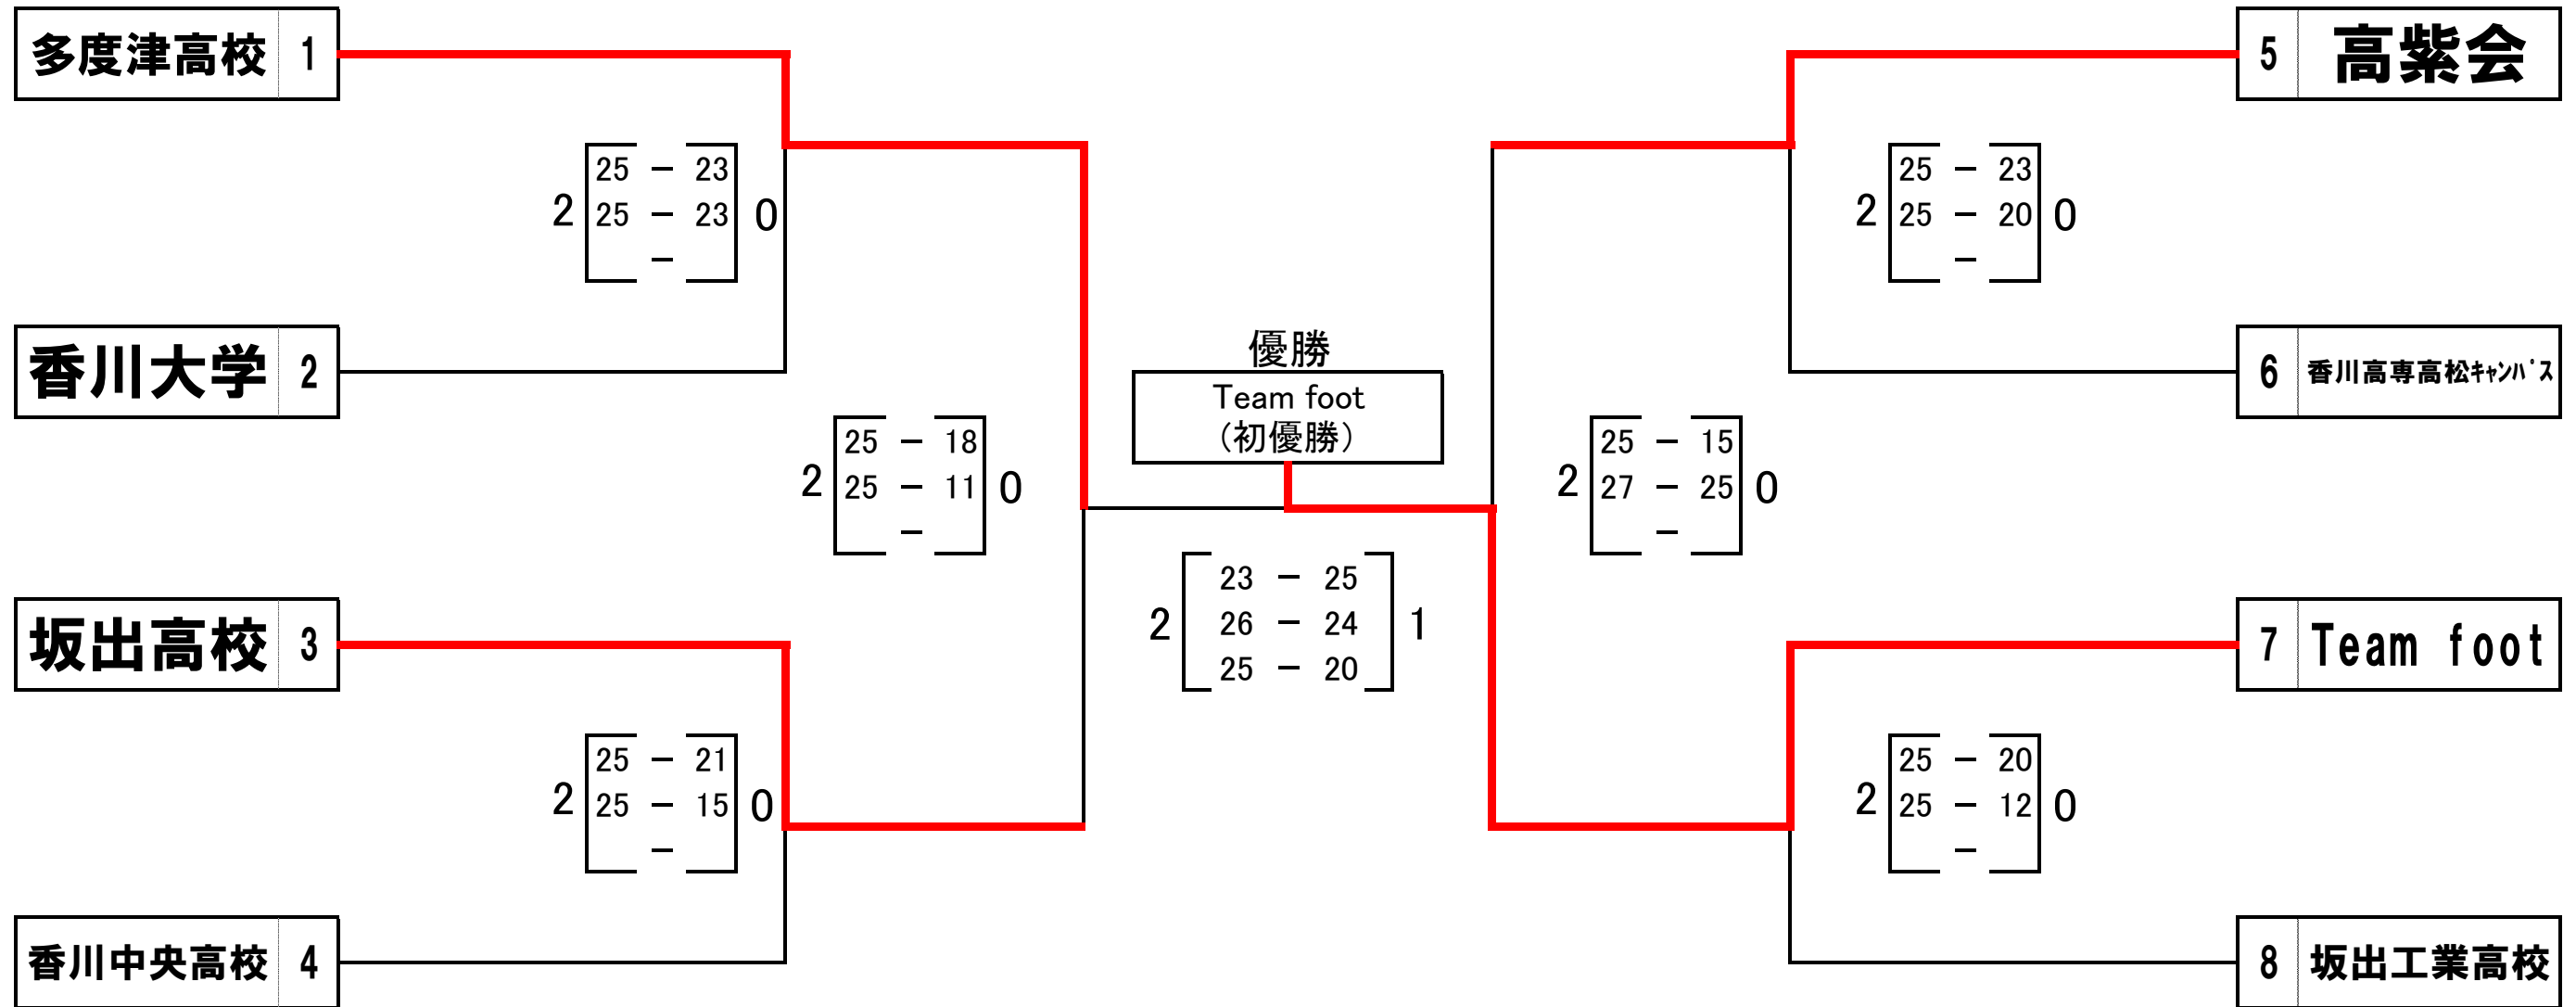 多度津高校 1
5 高紫会
25 - 23
2 25 - 23 0
-
25 - 23
2 25 - 20 0
-
香川大学 2
優勝
Team foot
(初優勝)
6 香川高専高松ｷｬﾝﾊﾟｽ
25 - 18
2 25 - 11 0
-
25 - 15
2 27 - 25 0
-
23 - 25
2 26 - 24 1
25 - 20
坂出高校 3
7 Team foot
25 - 21
2 25 - 15 0
-
25 - 20
2 25 - 12 0
-
香川中央高校 4
8 坂出工業高校